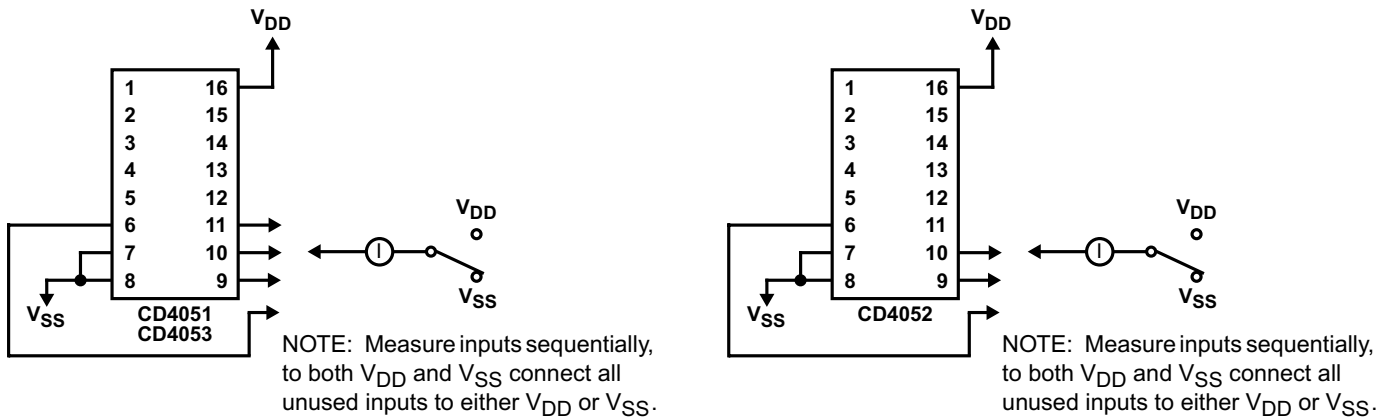 VDD
1 16
2 15
3 14
4 13
5 12
6 11
7 10
8 9
VSS
CD4051
CD4053
I
VDD
VSS
NOTE: Measure inputs sequentially,
to both VDD and VSS connect all
unused inputs to either VDD or VSS.
VDD
1 16
2 15
3 14
4 13
5 12
6 11
7 10
8 9
VSS
CD4052
I
VDD
VSS
NOTE: Measure inputs sequentially,
to both VDD and VSS connect all
unused inputs to either VDD or VSS.